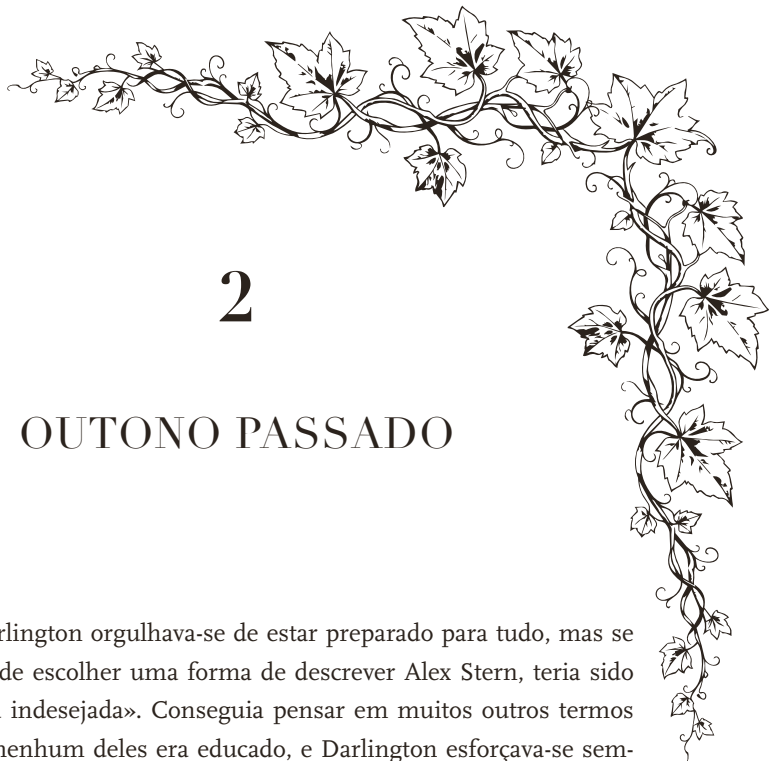 2
OUTONO PASSADO
rlington orgulhava-se de estar preparado para tudo, mas se
de escolher uma forma de descrever Alex Stern, teria sido
indesejada». Conseguia pensar em muitos outros termos
nenhum deles era educado, e Darlington esforçava-se sem-